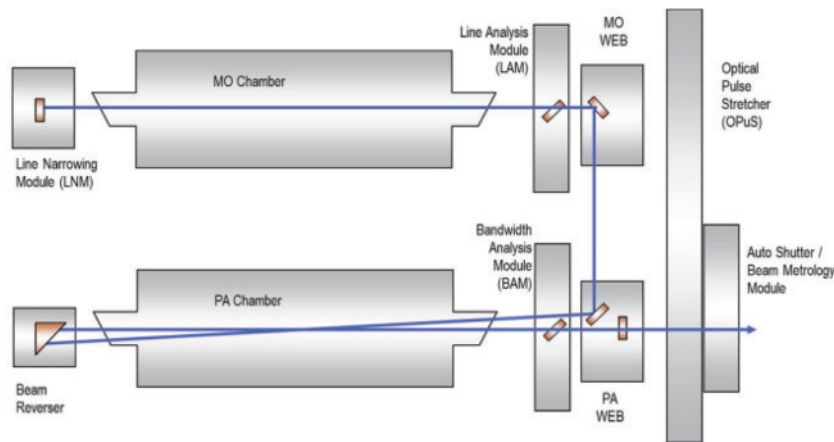 MO Chamber
Line Analysis
Module
(LAM)
MO
WEB
Optical
Pulse
Stretcher
(OPuS)
Line Narrowing
Module (LNM)
PA Chamber
Bandwidth
Analysis
Module
(BAM)
Auto Shutter /
Beam Metrology
Module
Beam
Reverser
PA
WEB